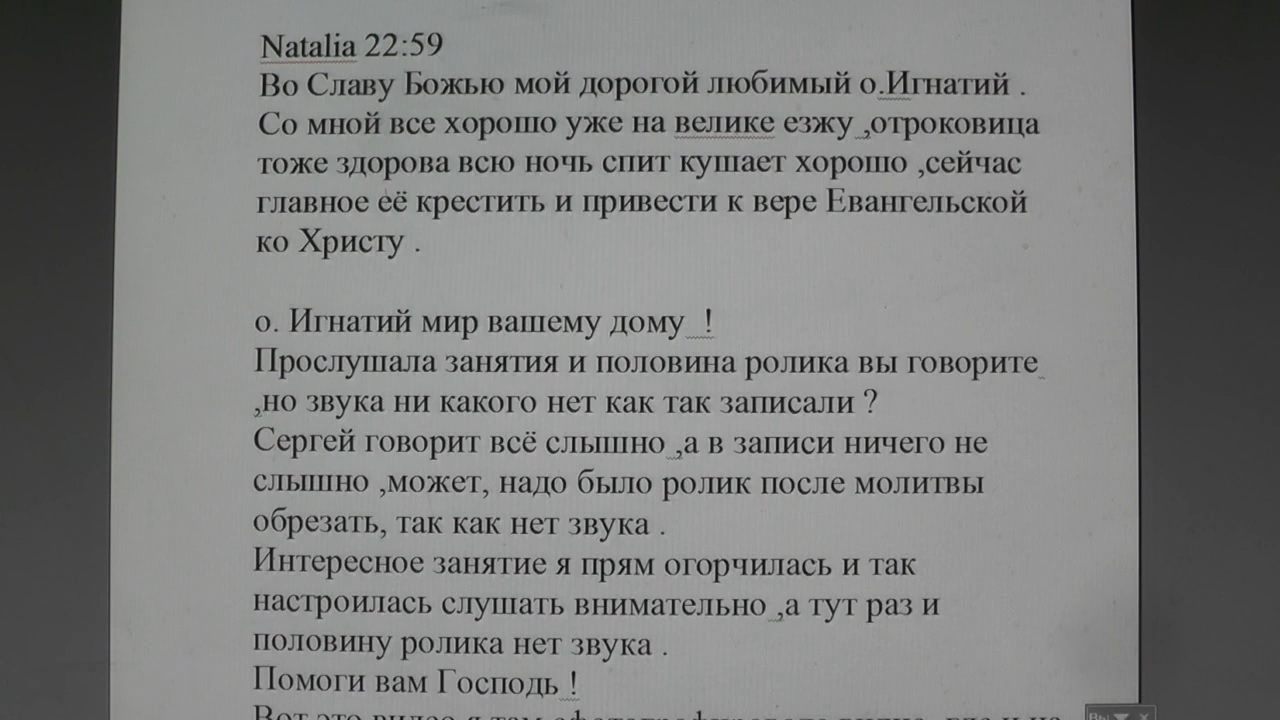 Natalia 22:59
Во Славу Божью мой дорогой любимый о.Игнатий .
Со мной все хорошо уже на велике езжу ,отроковица
тоже здорова всю ночь спит кушает хорошо ,сейчас
главное её крестить и привести к вере Евангельской
ко Христу .
о. Игнатий мир вашему дому  !
Прослушала занятия и половина ролика вы говорите
,но звука ни какого нет как так записали ?
Сергей говорит всё слышно ,а в записи ничего не
слышно ,может, надо было ролик после молитвы
обрезать, так как нет звука .
Интересное занятие я прям огорчилась и так
настроилась слушать внимательно ,а тут раз и
половину ролика нет звука .
Помоги вам Господь !
Вот это видео я там